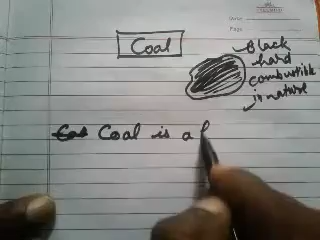 Coal
Black
hard
combustible
in nature
Coal is a